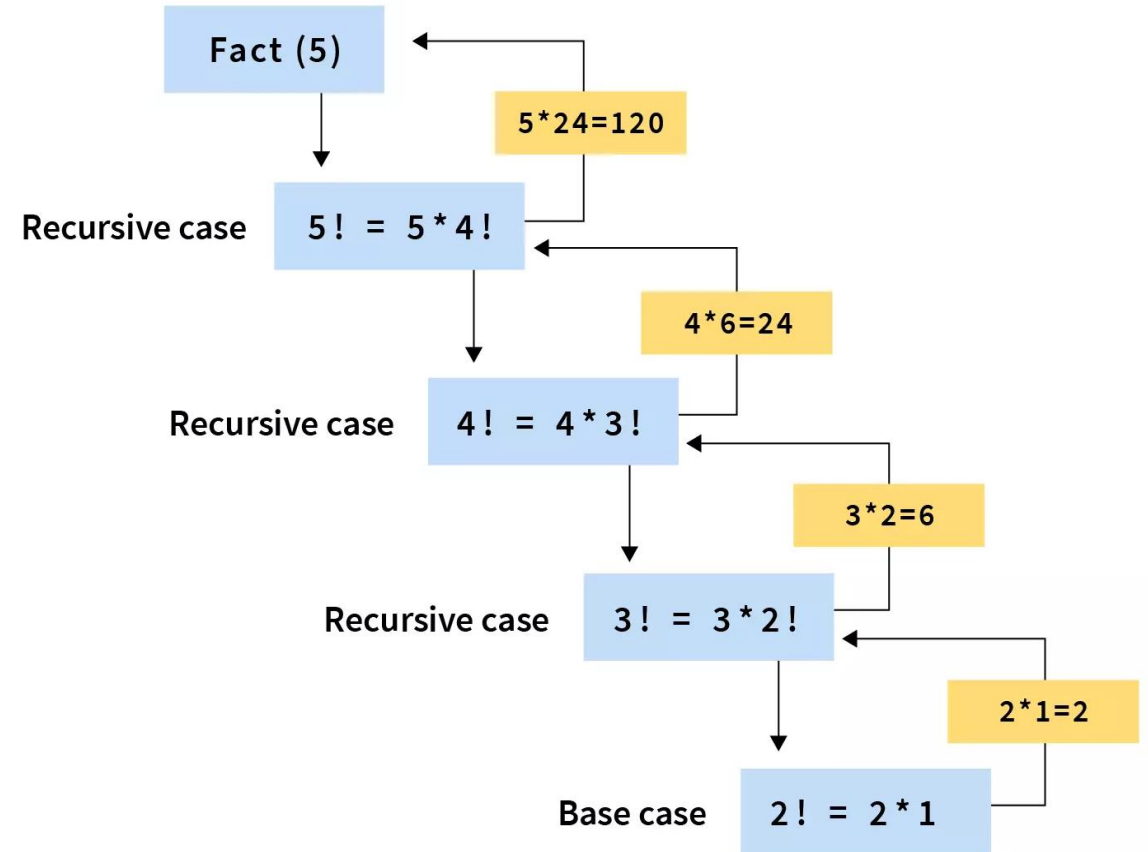 Fact (5)
5*24=120
Recursive case
5! = 5*4!
4*6=24
Recursive case
4! = 4*3!
3*2=6
Recursive case
3! = 3*2!
2*1=2
Base case
2! = 2*1